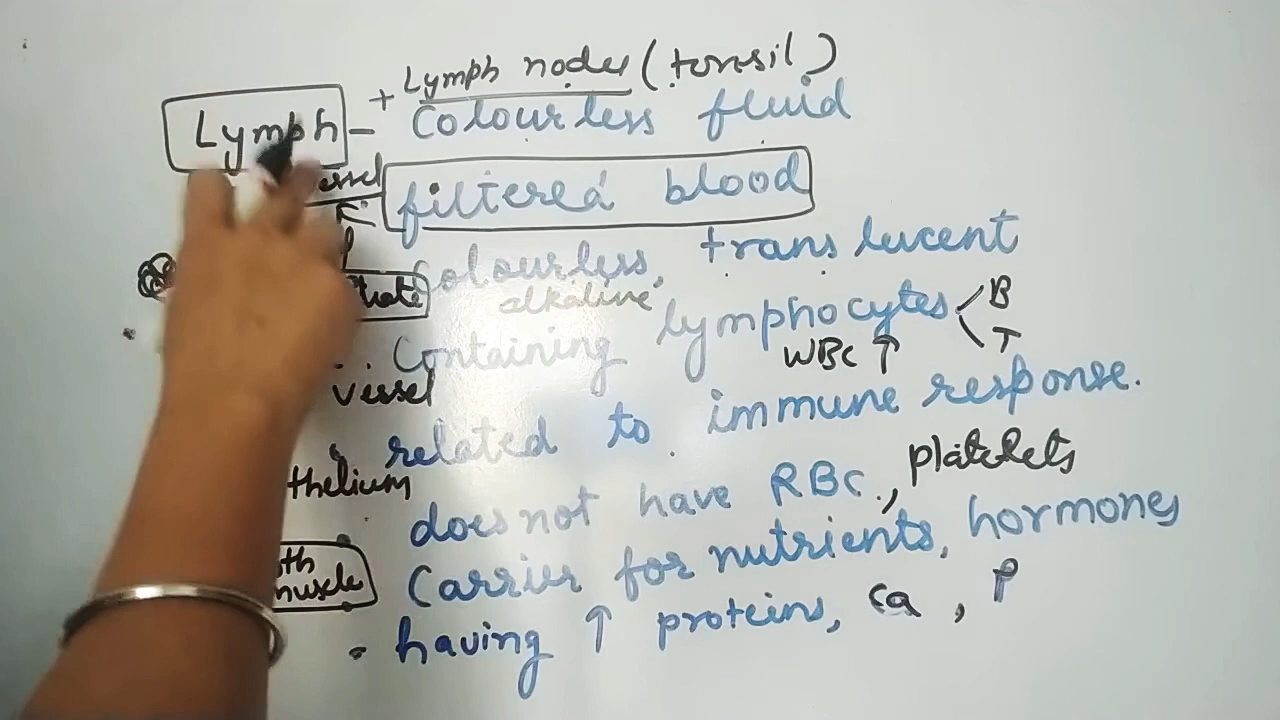 + Lymph nodes (tonsil)
Lymph – Colourless fluid
filtered blood
colourless, translucent
alkaline
Containing lymphocytes B
T
WBC ↑
vessel
related to immune response.
thelium
does not have RBC., platelets
Carrier for nutrients, hormones
muscle
having ↑ proteins, Ca, P